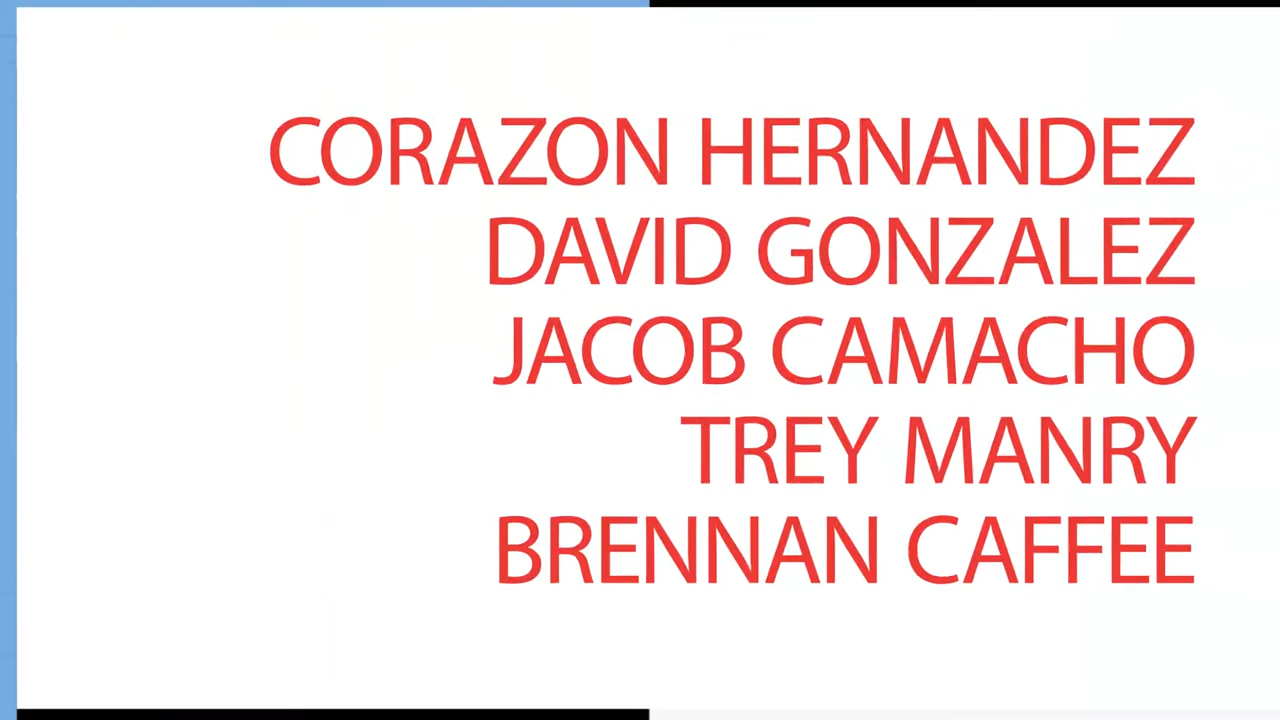 CORAZON HERNANDEZ
DAVID GONZALEZ
JACOB CAMACHO
TREY MANRY
BRENNAN CAFFEE